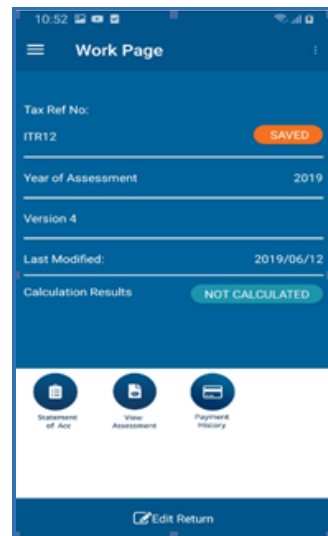 10:52
Work Page
Tax Ref No:
ITR12 SAVED
Year of Assessment 2019
Version 4
Last Modified: 2019/06/12
Calculation Results NOT CALCULATED
Statement View Payment
of Acc Assessment History
Edit Return